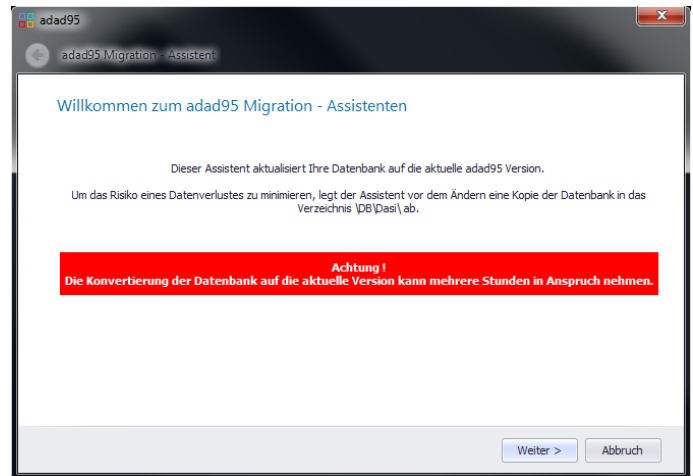 adad95
adad95 Migration - Assistent
Willkommen zum adad95 Migration - Assistenten
Dieser Assistent aktualisiert Ihre Datenbank auf die aktuelle adad95 Version.
Um das Risiko eines Datenverlustes zu minimieren, legt der Assistent vor dem Ändern eine Kopie der Datenbank in das
Verzeichnis \DB\Dasi\ ab.
Achtung !
Die Konvertierung der Datenbank auf die aktuelle Version kann mehrere Stunden in Anspruch nehmen.
Weiter >
Abbruch